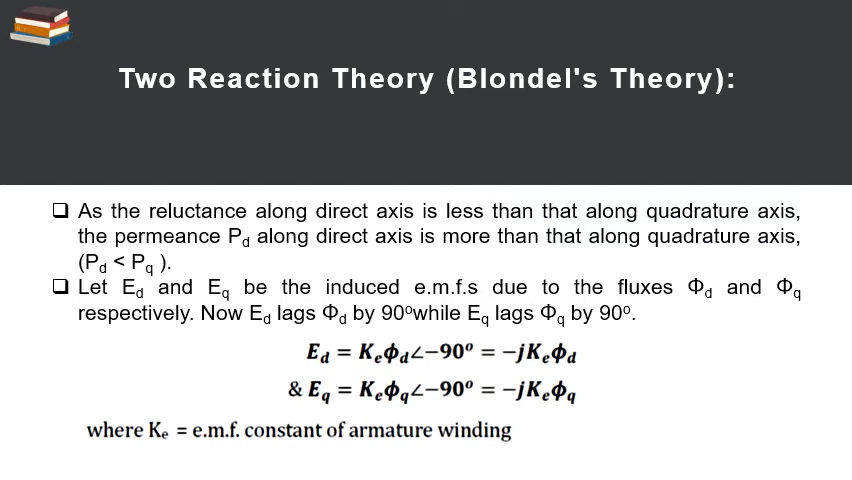 Two Reaction Theory (Blondel's Theory):
❑ As the reluctance along direct axis is less than that along quadrature axis,
the permeance Pd along direct axis is more than that along quadrature axis,
(Pd < Pq ).
❑ Let Ed and Eq be the induced e.m.f.s due to the fluxes Φd and Φq
respectively. Now Ed lags Φd by 90ºwhile Eq lags Φq by 90º.
Ed = Keϕd∠−90º = −jKeϕd
& Eq = Keϕq∠−90º = −jKeϕq
where Ke = e.m.f. constant of armature winding